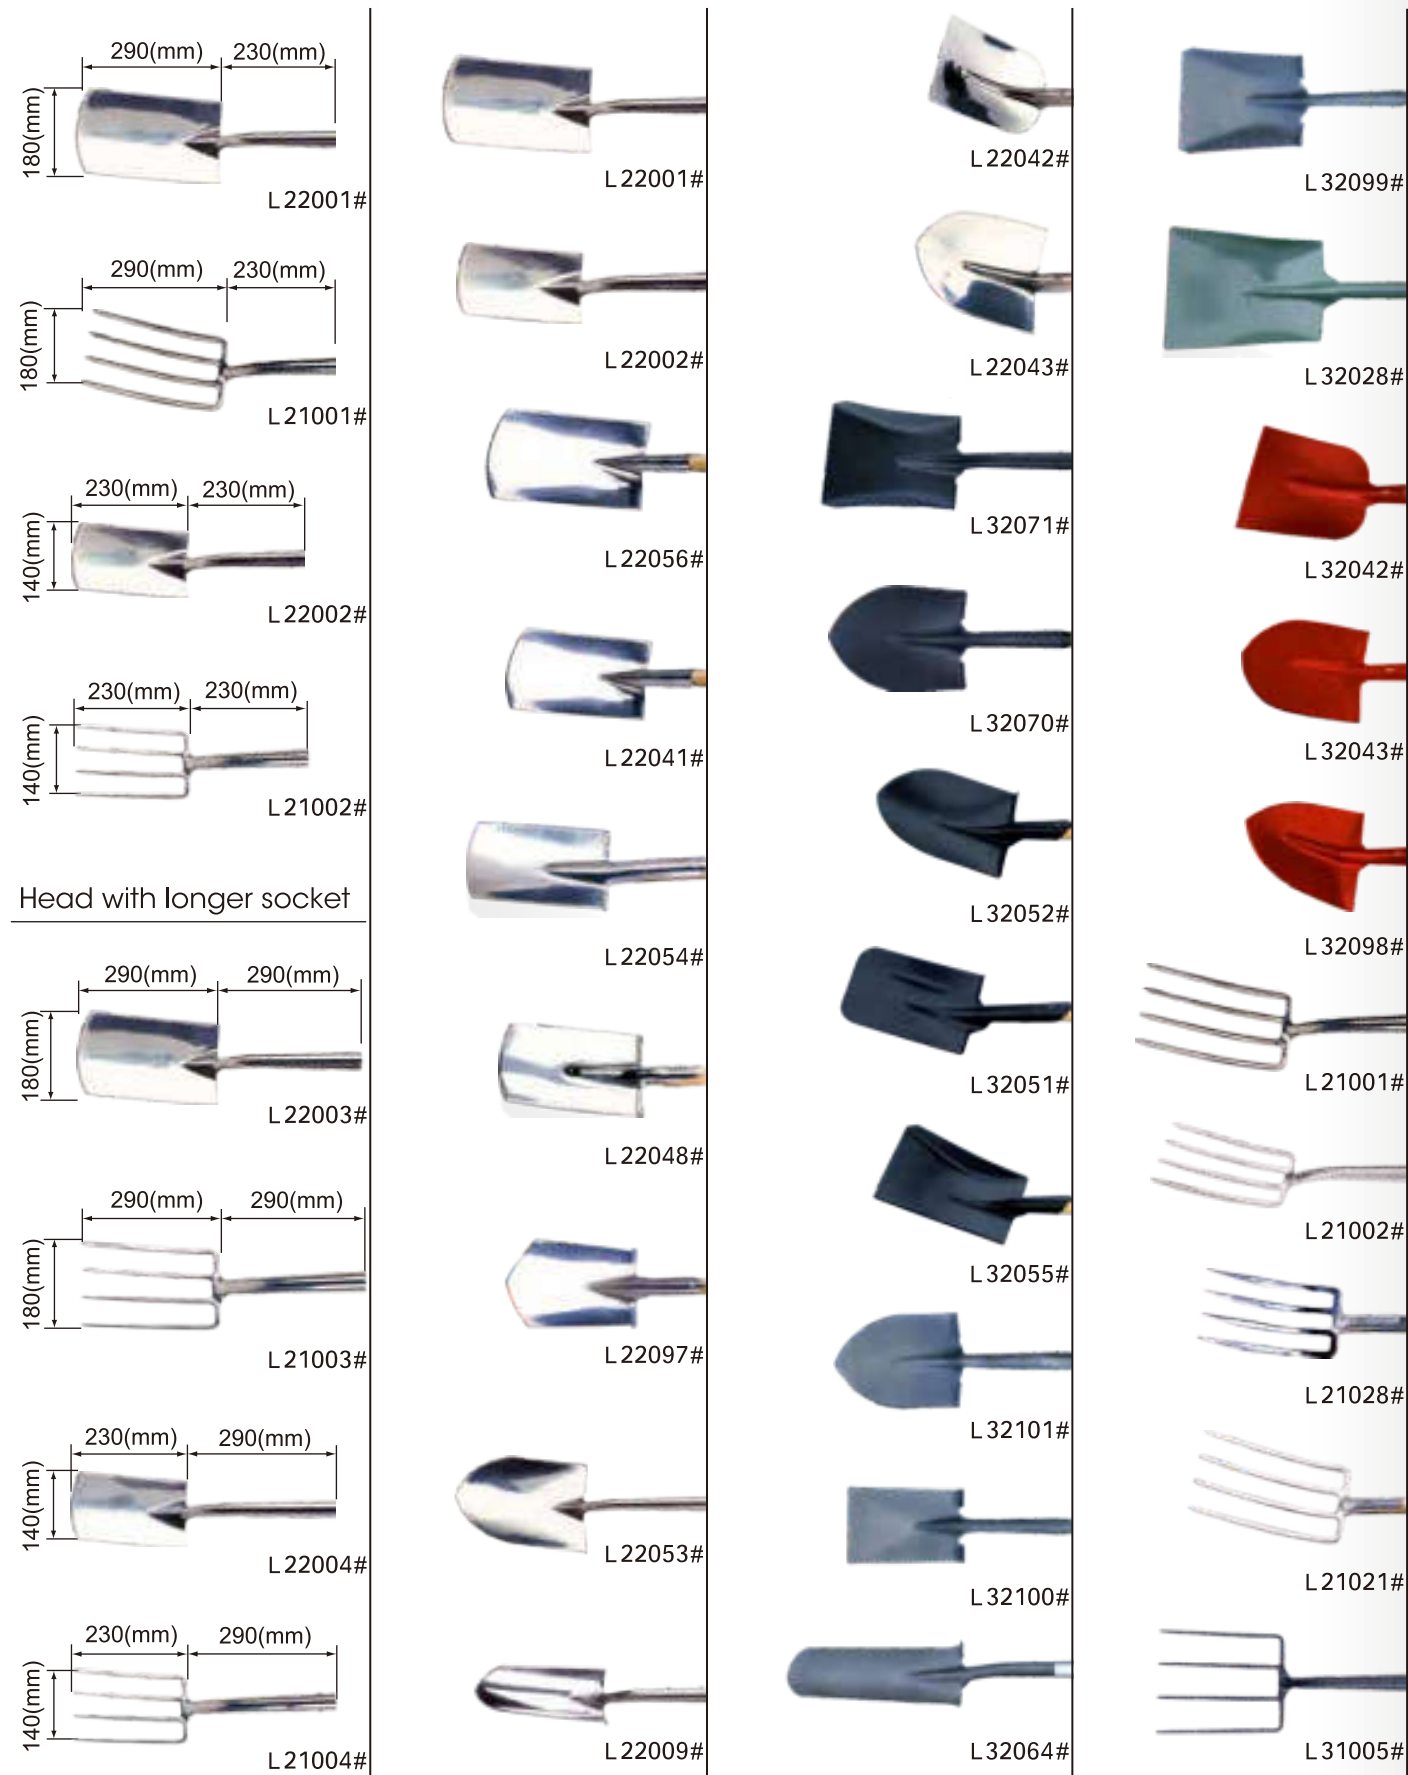 290(mm) 230(mm)
180(mm)
L22001#
290(mm) 230(mm)
180(mm)
L21001#
230(mm) 230(mm)
140(mm)
L22002#
230(mm) 230(mm)
140(mm)
L21002#
Head with longer socket
290(mm) 290(mm)
180(mm)
L22003#
290(mm) 290(mm)
180(mm)
L21003#
230(mm) 290(mm)
140(mm)
L22004#
230(mm) 290(mm)
140(mm)
L21004#
L22001#
L22002#
L22056#
L22041#
L22054#
L22048#
L22097#
L22053#
L22009#
L22042#
L22043#
L32071#
L32070#
L32052#
L32051#
L32055#
L32101#
L32100#
L32064#
L32099#
L32028#
L32042#
L32043#
L32098#
L21001#
L21002#
L21028#
L21021#
L31005#